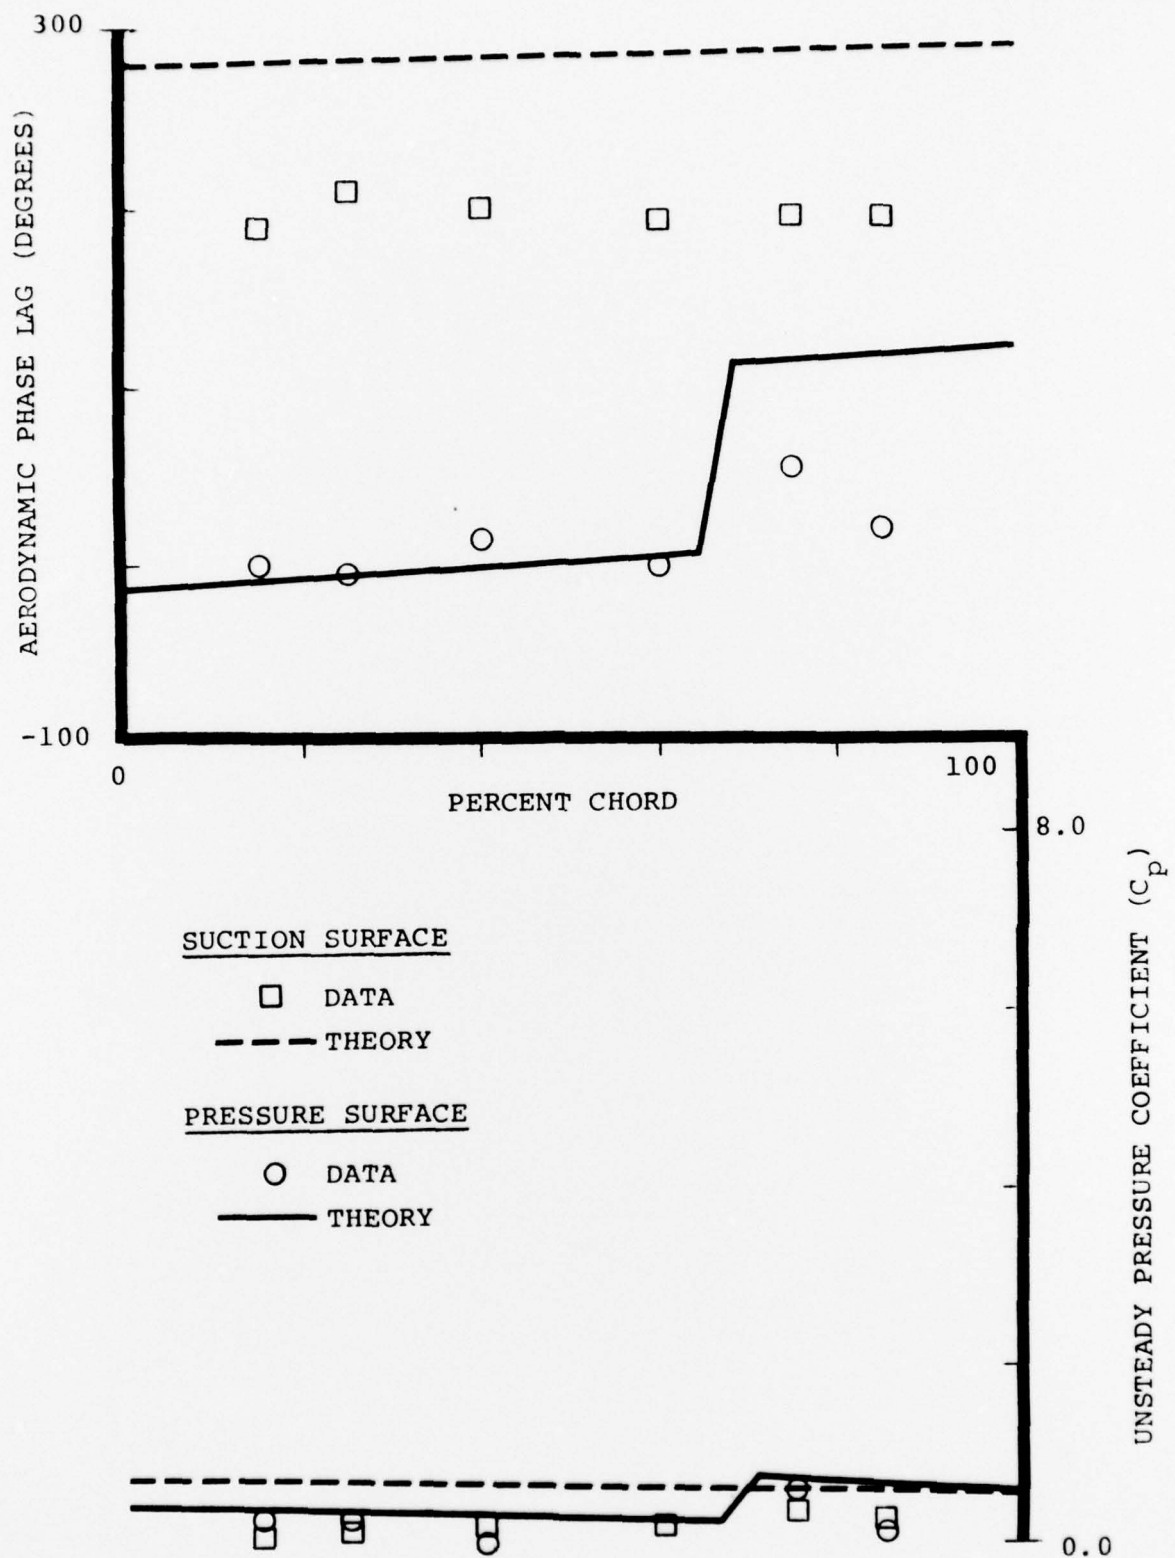 300
AERODYNAMIC PHASE LAG (DEGREES)
-100
0
100
PERCENT CHORD
8.0
SUCTION SURFACE
DATA
THEORY
PRESSURE SURFACE
DATA
THEORY
UNSTEADY PRESSURE COEFFICIENT (Cp)
0.0